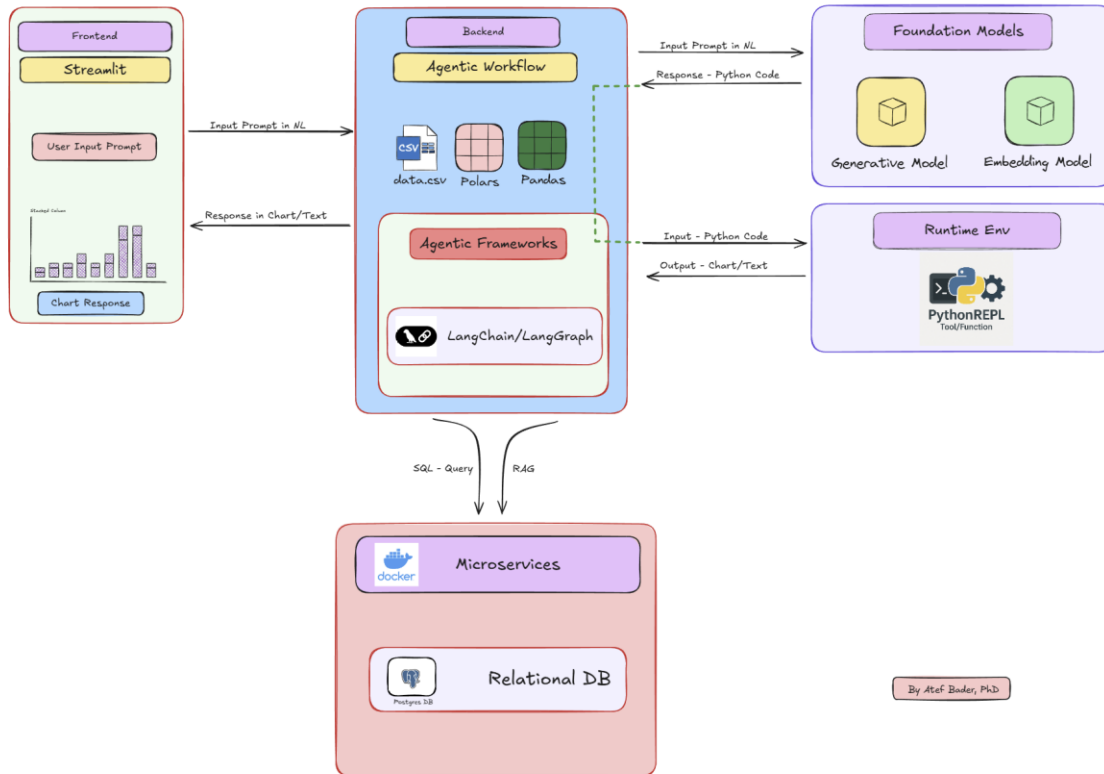 Frontend
Streamlit
User Input Prompt
Stacked Column
Chart Response
Input Prompt in NL
Response in Chart/Text
Backend
Agentic Workflow
CSV
data.csv
Polars
Pandas
Agentic Frameworks
LangChain/LangGraph
Input Prompt in NL
Response - Python Code
Foundation Models
Generative Model
Embedding Model
Input - Python Code
Output - Chart/Text
Runtime Env
PythonREPL
Tool/Function
SQL - Query
RAG
docker
Microservices
Postgres DB
Relational DB
By Atef Bader, PhD